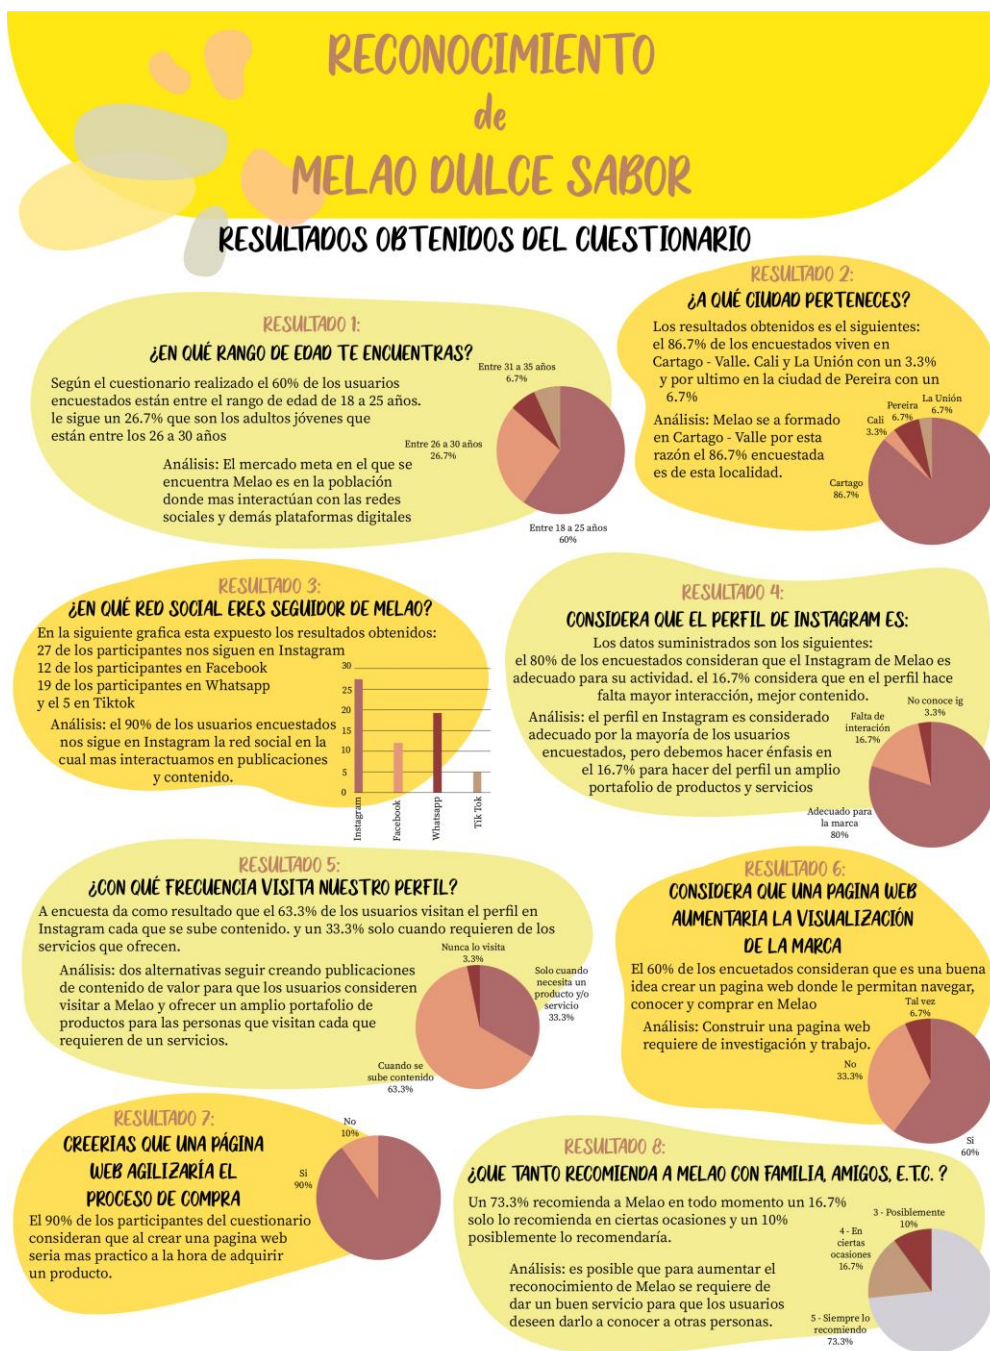 RECONOCIMIENTO
de
MELAO DULCE SABOR
RESULTADOS OBTENIDOS DEL CUESTIONARIO
RESULTADO 1:
¿EN QUÉ RANGO DE EDAD TE ENCUENTRAS?
Según el cuestionario realizado el 60% de los usuarios
encuestados están entre el rango de edad de 18 a 25 años.
le sigue un 26.7% que son los adultos jóvenes que
están entre los 26 a 30 años
Análisis: El mercado meta en el que se
encuentra Melao es en la población
donde mas interactúan con las redes
sociales y demás plataformas digitales
Entre 31 a 35 años
6.7%
Entre 26 a 30 años
26.7%
Entre 18 a 25 años
60%
RESULTADO 2:
¿A QUÉ CIUDAD PERTENECES?
Los resultados obtenidos es el siguientes:
el 86.7% de los encuestados viven en
Cartago - Valle. Cali y La Unión con un 3.3%
y por ultimo en la ciudad de Pereira con un
6.7%
Análisis: Melao se a formado
en Cartago - Valle por esta
razón el 86.7% encuestada
es de esta localidad.
La Unión
6.7%
Pereira
6.7%
Cali
3.3%
Cartago
86.7%
RESULTADO 3:
¿EN QUÉ RED SOCIAL ERES SEGUIDOR DE MELAO?
En la siguiente grafica esta expuesto los resultados obtenidos:
27 de los participantes nos siguen en Instagram
12 de los participantes en Facebook
19 de los participantes en Whatsapp
y el 5 en Tiktok
Análisis: el 90% de los usuarios encuestados
nos sigue en Instagram la red social en la
cual mas interactuamos en publicaciones
y contenido.
30
25
20
15
10
5
0
Instagram
Facebook
Whatsapp
Tik Tok
RESULTADO 4:
CONSIDERA QUE EL PERFIL DE INSTAGRAM ES:
Los datos suministrados son los siguientes:
el 80% de los encuestados consideran que el Instagram de Melao es
adecuado para su actividad. el 16.7% considera que en el perfil hace
falta mayor interacción, mejor contenido.
Análisis: el perfil en Instagram es considerado
adecuado por la mayoría de los usuarios
encuestados, pero debemos hacer énfasis en
el 16.7% para hacer del perfil un amplio
portafolio de productos y servicios
No conoce ig
3.3%
Falta de
interación
16.7%
Adecuado para
la marca
80%
RESULTADO 5:
¿CON QUÉ FRECUENCIA VISITA NUESTRO PERFIL?
A encuesta da como resultado que el 63.3% de los usuarios visitan el perfil en
Instagram cada que se sube contenido. y un 33.3% solo cuando requieren de los
servicios que ofrecen.
Análisis: dos alternativas seguir creando publicaciones
de contenido de valor para que los usuarios consideren
visitar a Melao y ofrecer un amplio portafolio de
productos para las personas que visitan cada que
requieren de un servicios.
Nunca lo visita
3.3%
Solo cuando
necesita un
producto y/o
servicio
33.3%
Cuando se
sube contenido
63.3%
RESULTADO 6:
CONSIDERA QUE UNA PAGINA WEB
AUMENTARIA LA VISUALIZACIÓN
DE LA MARCA
El 60% de los encuetados consideran que es una buena
idea crear un pagina web donde le permitan navegar,
conocer y comprar en Melao
Análisis: Construir una pagina web
requiere de investigación y trabajo.
Tal vez
6.7%
No
33.3%
Si
60%
RESULTADO 7:
CREERIAS QUE UNA PÁGINA
WEB AGILIZARÍA EL
PROCESO DE COMPRA
El 90% de los participantes del cuestionario
consideran que al crear una pagina web
seria mas practico a la hora de adquirir
un producto.
No
10%
Si
90%
RESULTADO 8:
¿QUE TANTO RECOMIENDA A MELAO CON FAMILIA, AMIGOS, E.T.C. ?
Un 73.3% recomienda a Melao en todo momento un 16.7%
solo lo recomienda en ciertas ocasiones y un 10%
posiblemente lo recomendaría.
Análisis: es posible que para aumentar el
reconocimiento de Melao se requiere de
dar un buen servicio para que los usuarios
deseen darlo a conocer a otras personas.
3 - Posiblemente
10%
4 - En
ciertas
ocasiones
16.7%
5 - Siempre lo
recomiendo
73.3%